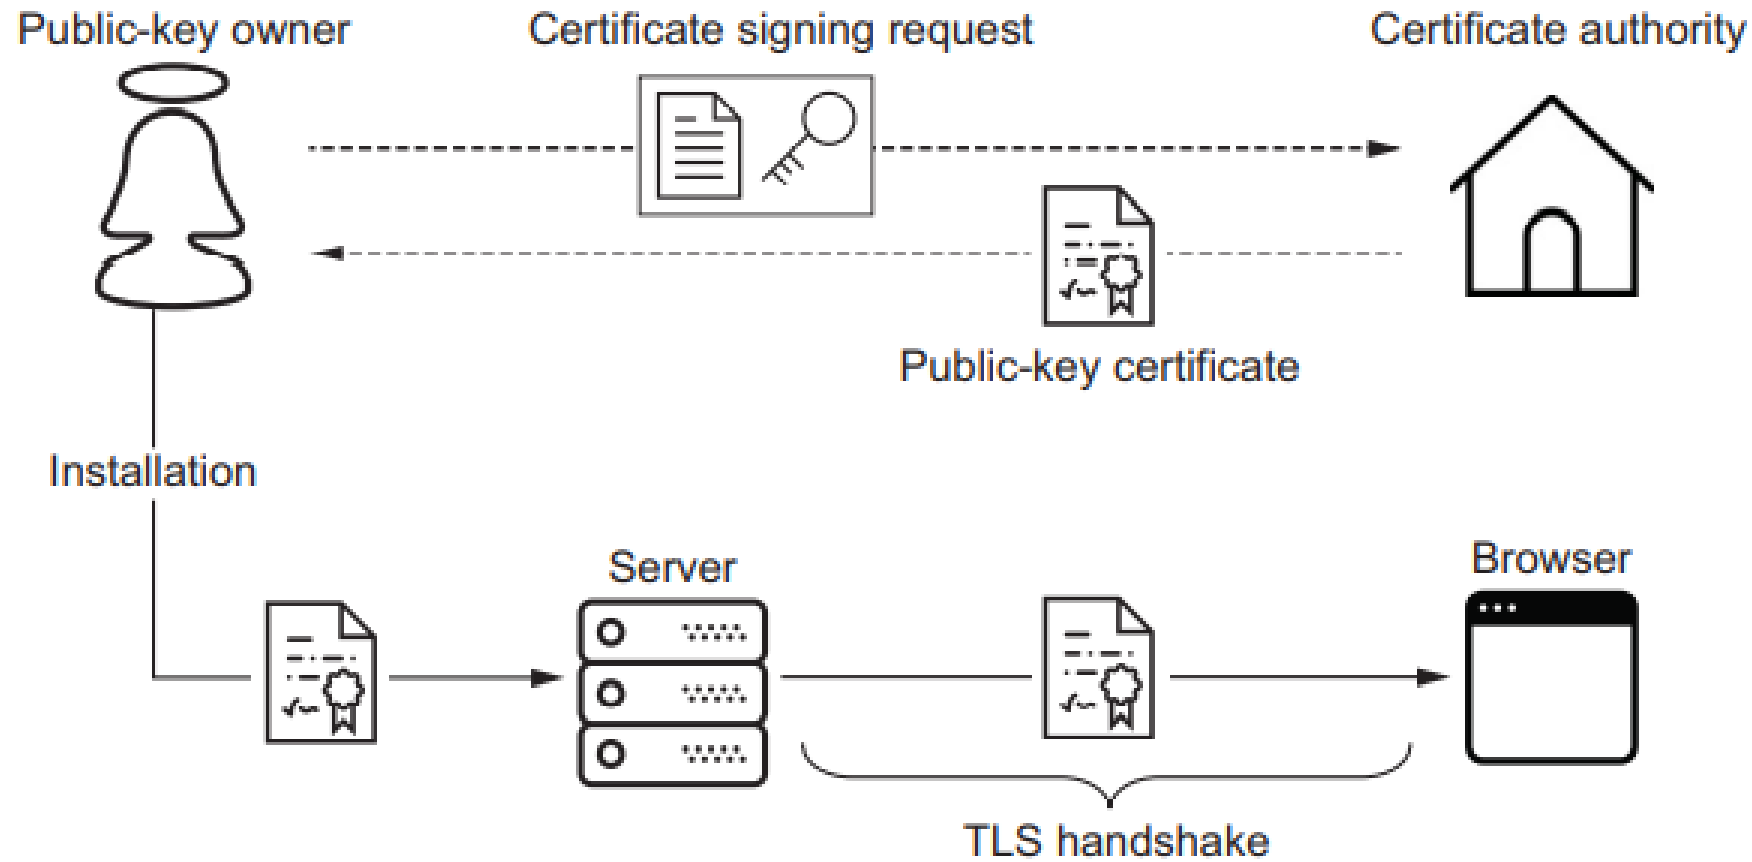 Public-key owner
Certificate signing request
Certificate authority
Public-key certificate
Installation
Server
Browser
TLS handshake